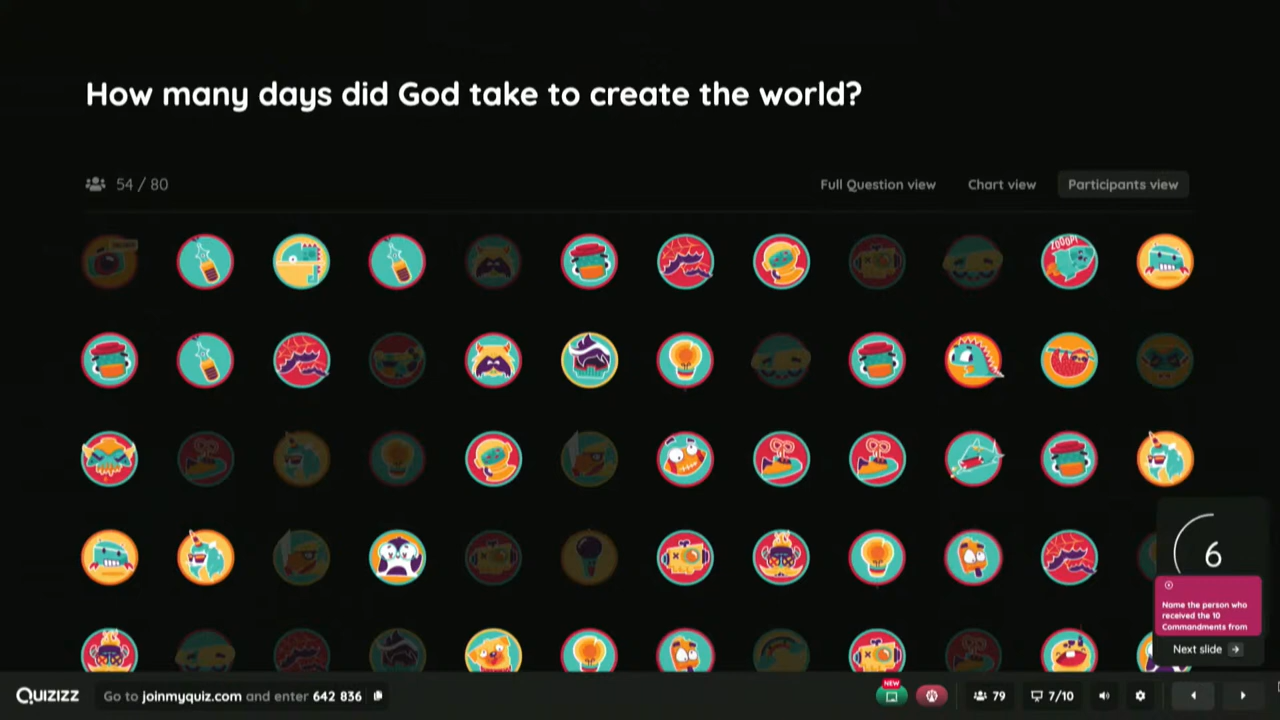 How many days did God take to create the world?
54 / 80
Full Question view
Chart view
Participants view
ZOOOP!
6
Name the person who
received the 10
Commandments from
Next slide
QUIZIZZ
Go to joinmyquiz.com and enter 642 836
NEW
79
7/10